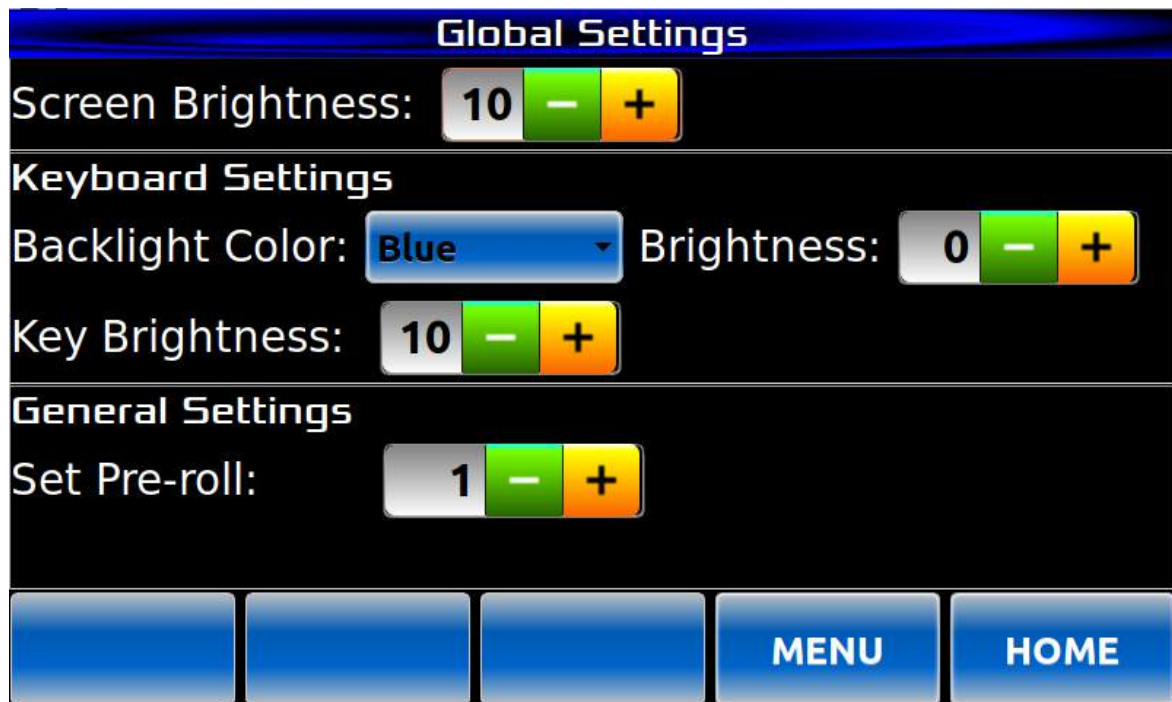 Global Settings
Screen Brightness: 10 − +
Keyboard Settings
Backlight Color: Blue Brightness: 0 − +
Key Brightness: 10 − +
General Settings
Set Pre-roll: 1 − +
MENU HOME